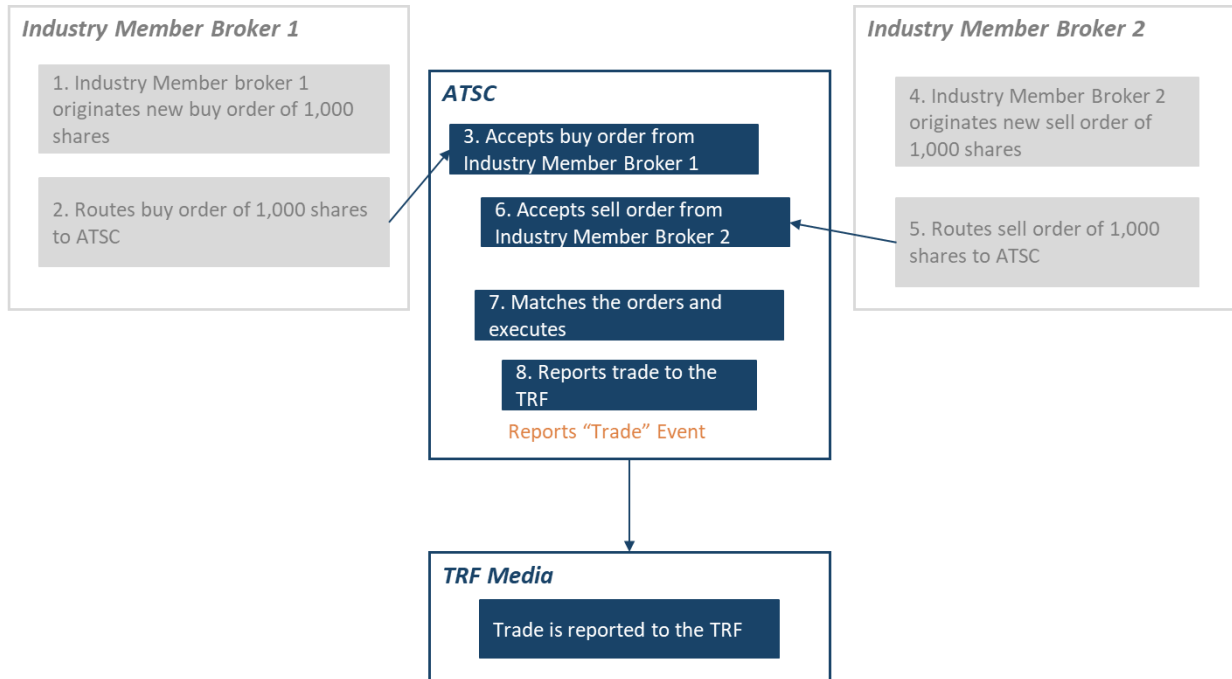 Industry Member Broker 1
1. Industry Member broker 1
originates new buy order of 1,000
shares
2. Routes buy order of 1,000 shares
to ATSC
ATSC
3. Accepts buy order from
Industry Member Broker 1
6. Accepts sell order from
Industry Member Broker 2
7. Matches the orders and
executes
8. Reports trade to the
TRF
Reports “Trade” Event
Industry Member Broker 2
4. Industry Member Broker 2
originates new sell order of
1,000 shares
5. Routes sell order of 1,000
shares to ATSC
TRF Media
Trade is reported to the TRF